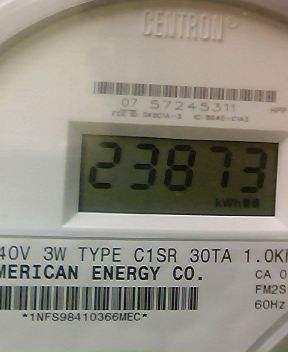 CENTRON
07 57245311
23873
kWh
40V 3W TYPE C1SR 30TA 1.0K
MERICAN ENERGY CO.
CA 0
FM2S
60Hz
*1NFS98410366MEC*